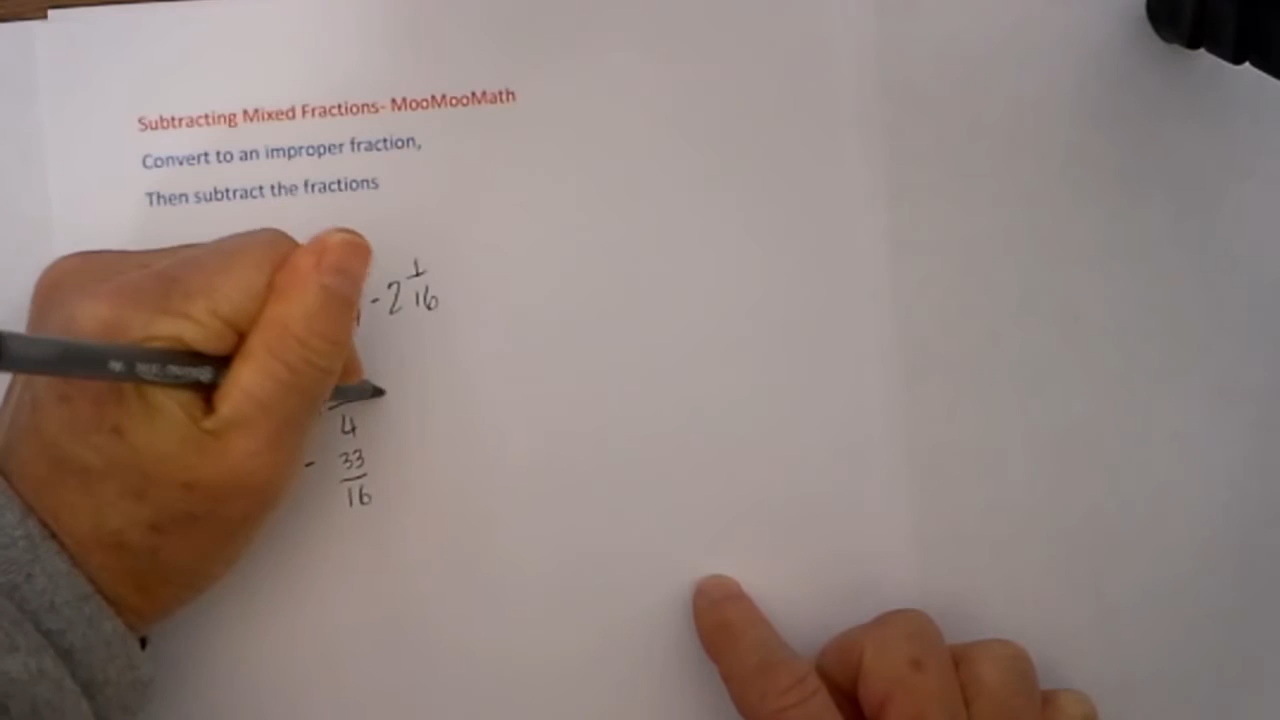 Subtracting Mixed Fractions- MooMooMath
Convert to an improper fraction,
Then subtract the fractions
- 2 1/16
4
- 33/16